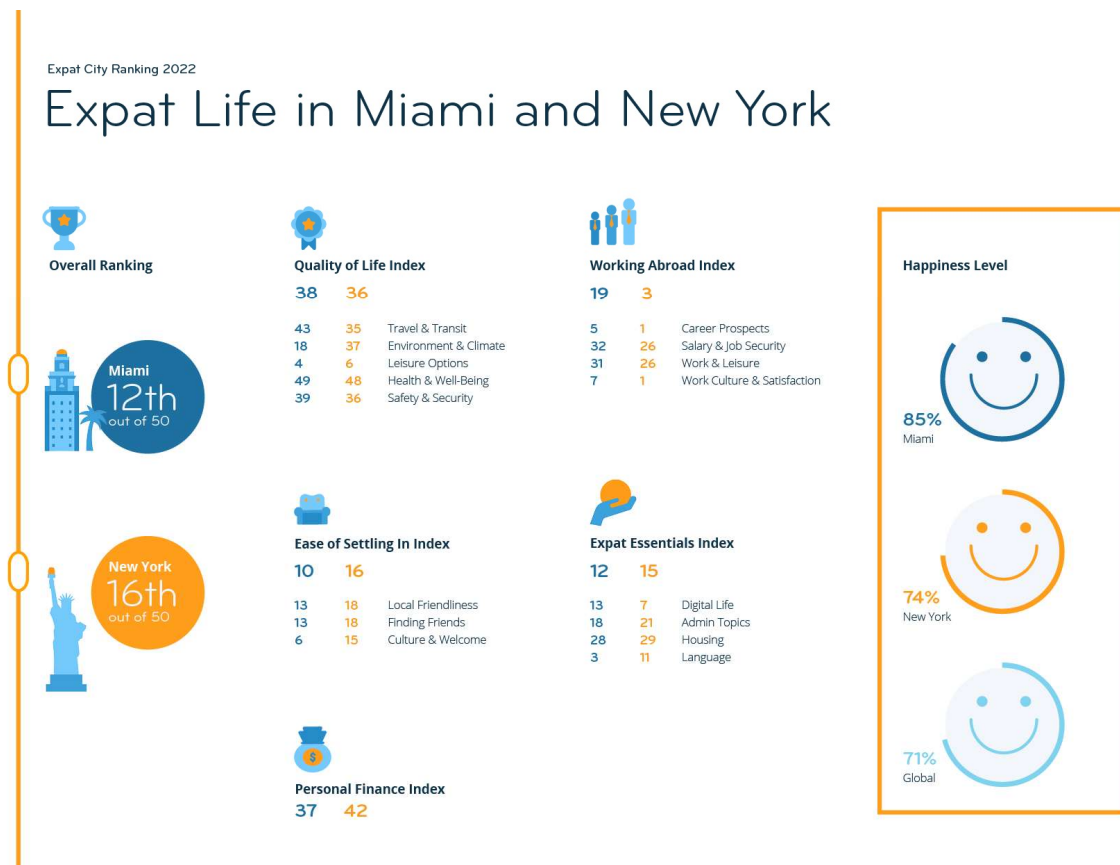 Expat City Ranking 2022
Expat Life in Miami and New York
Overall Ranking
Miami
12th
out of 50
New York
16th
out of 50
Quality of Life Index
38 36
43 35 Travel & Transit
18 37 Environment & Climate
4 6 Leisure Options
49 48 Health & Well-Being
39 36 Safety & Security
Working Abroad Index
19 3
5 1 Career Prospects
32 26 Salary & Job Security
31 26 Work & Leisure
7 1 Work Culture & Satisfaction
Ease of Settling In Index
10 16
13 18 Local Friendliness
13 18 Finding Friends
6 15 Culture & Welcome
Expat Essentials Index
12 15
13 7 Digital Life
18 21 Admin Topics
28 29 Housing
3 11 Language
$
Personal Finance Index
37 42
Happiness Level
85%
Miami
74%
New York
71%
Global